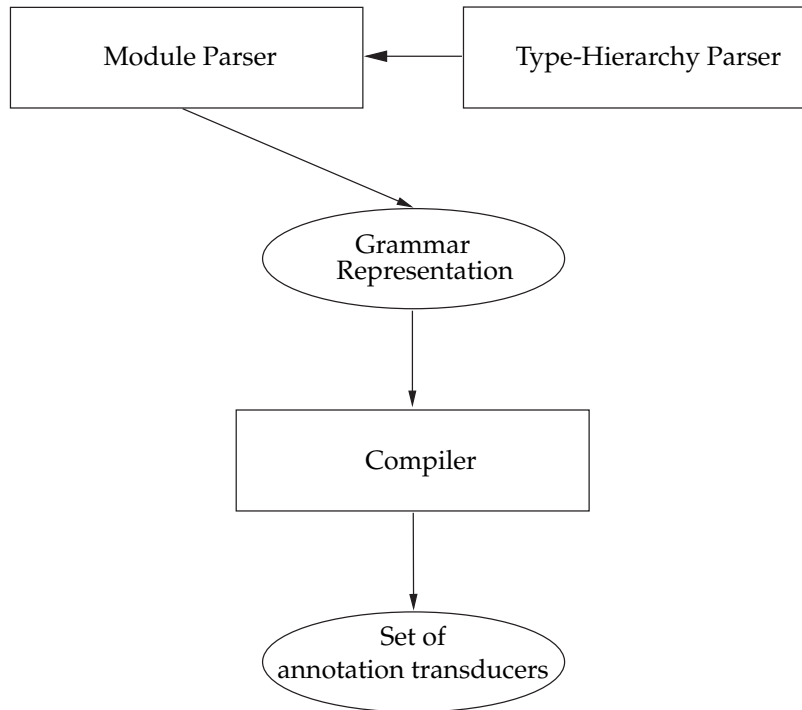 Module Parser
Type-Hierarchy Parser
Grammar
Representation
Compiler
Set of
annotation transducers